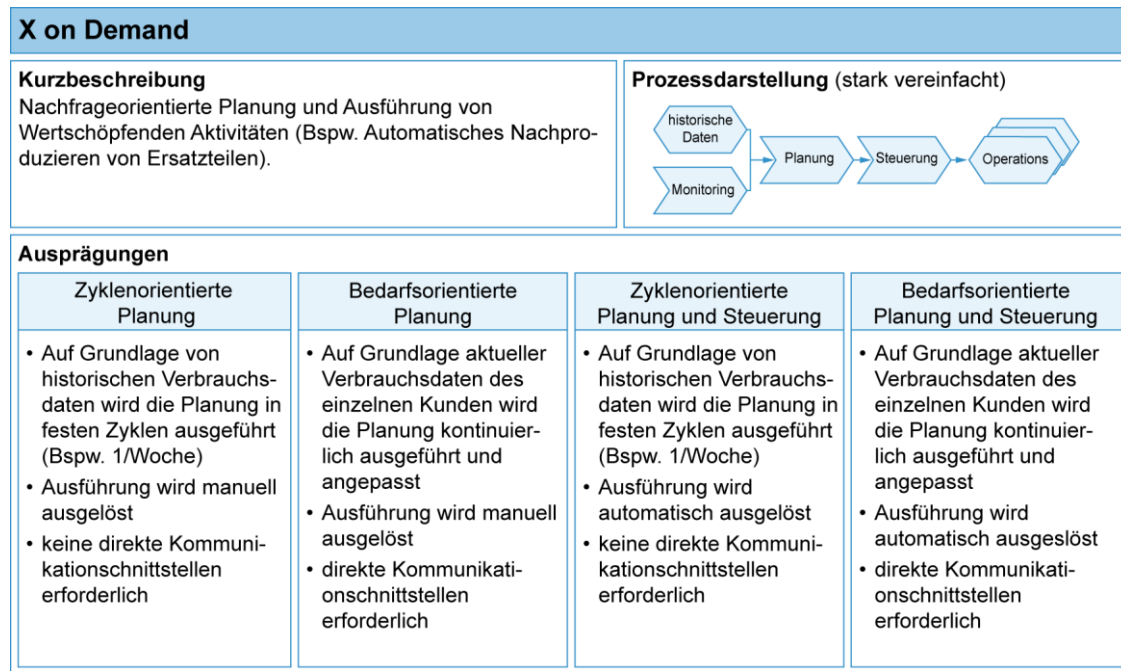 X on Demand
Kurzbeschreibung
Nachfrageorientierte Planung und Ausführung von
Wertschöpfenden Aktivitäten (Bspw. Automatisches Nachpro-
duzieren von Ersatzteilen).
Prozessdarstellung (stark vereinfacht)
historische
Daten
Monitoring
Planung
Steuerung
Operations
Ausprägungen
Zyklenorientierte
Planung
• Auf Grundlage von
historischen Verbrauchs-
daten wird die Planung in
festen Zyklen ausgeführt
(Bspw. 1/Woche)
• Ausführung wird manuell
ausgelöst
• keine direkte Kommuni-
kationschnittstellen
erforderlich
Bedarfsorientierte
Planung
• Auf Grundlage aktueller
Verbrauchsdaten des
einzelnen Kunden wird
die Planung kontinuier-
lich ausgeführt und
angepasst
• Ausführung wird manuell
ausgelöst
• direkte Kommunikati-
onschnittstellen
erforderlich
Zyklenorientierte
Planung und Steuerung
• Auf Grundlage von
historischen Verbrauchs-
daten wird die Planung in
festen Zyklen ausgeführt
(Bspw. 1/Woche)
• Ausführung wird
automatisch ausgelöst
• keine direkte Kommuni-
kationschnittstellen
erforderlich
Bedarfsorientierte
Planung und Steuerung
• Auf Grundlage aktueller
Verbrauchsdaten des
einzelnen Kunden wird
die Planung kontinuier-
lich ausgeführt und
angepasst
• Ausführung wird
automatisch ausgeslöst
• direkte Kommunikati-
onschnittstellen
erforderlich